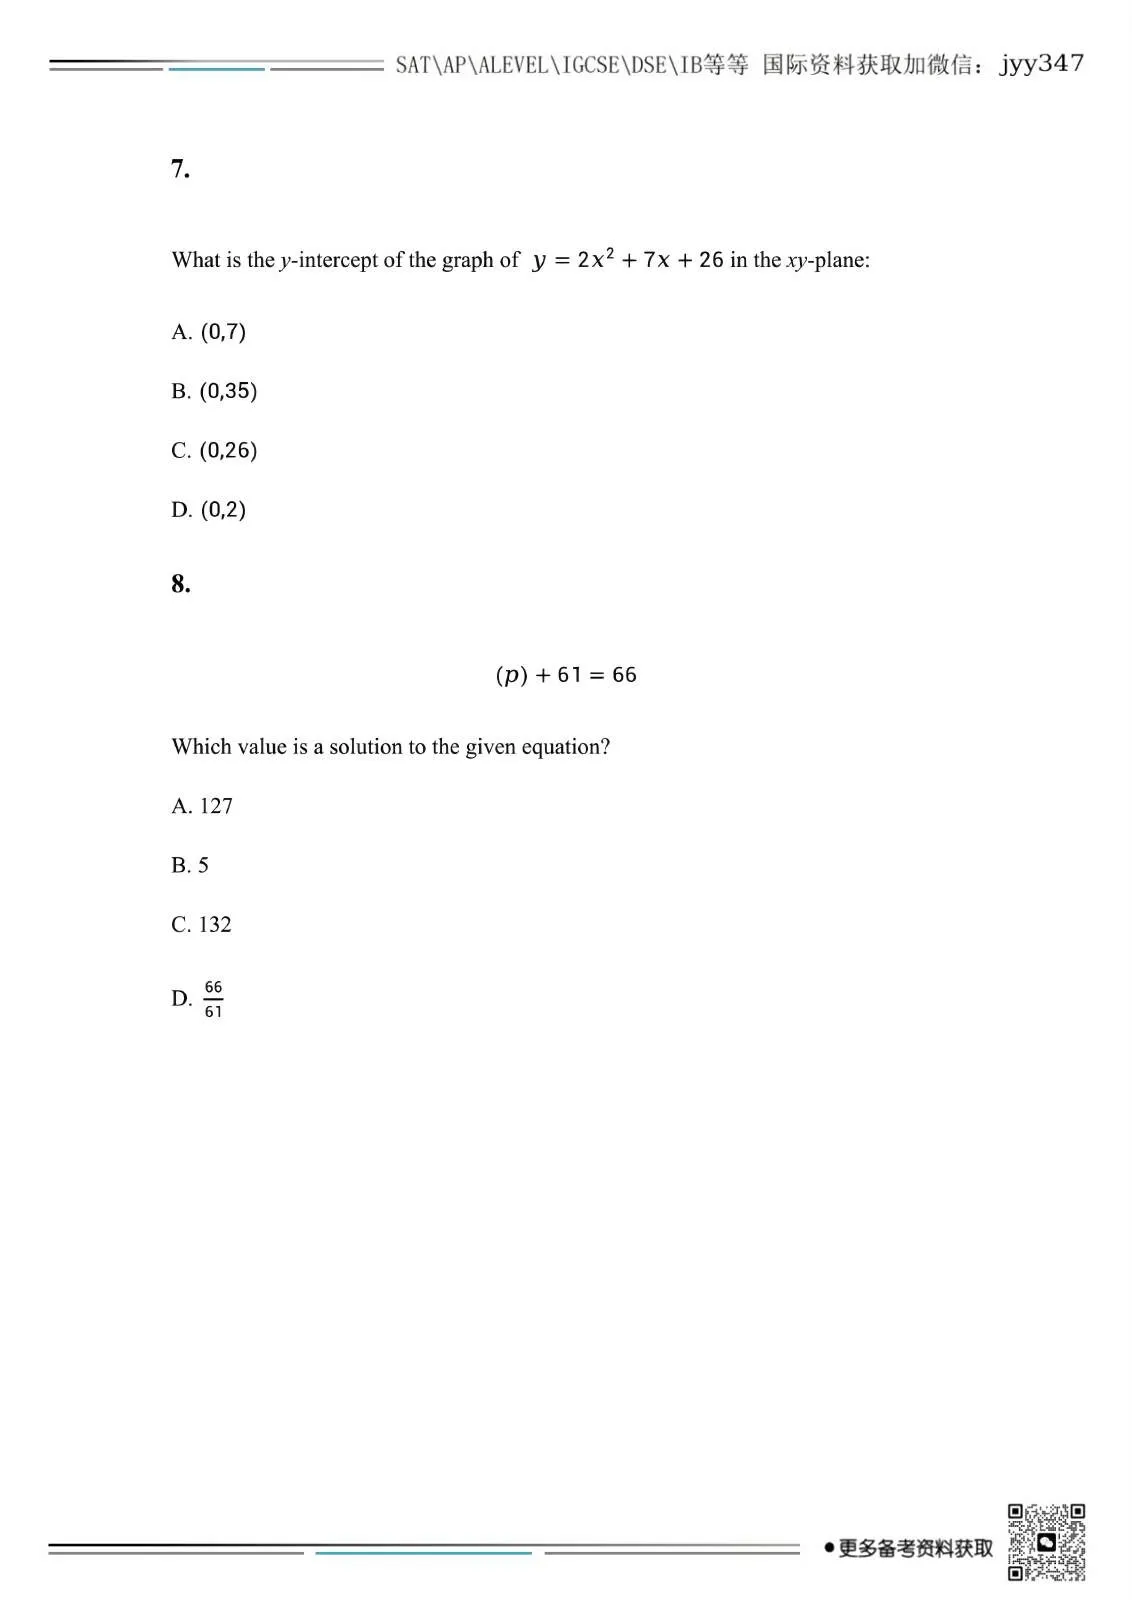 SAT\AP\ALEVEL\IGCSE\DSE\IB等等 国际资料获取加微信： jyy347
7.
What is the y-intercept of the graph of y = 2x² + 7x + 26 in the xy-plane:
A. (0,7)
B. (0,35)
C. (0,26)
D. (0,2)
8.
(p) + 61 = 66
Which value is a solution to the given equation?
A. 127
B. 5
C. 132
D. 66/61
●更多备考资料获取